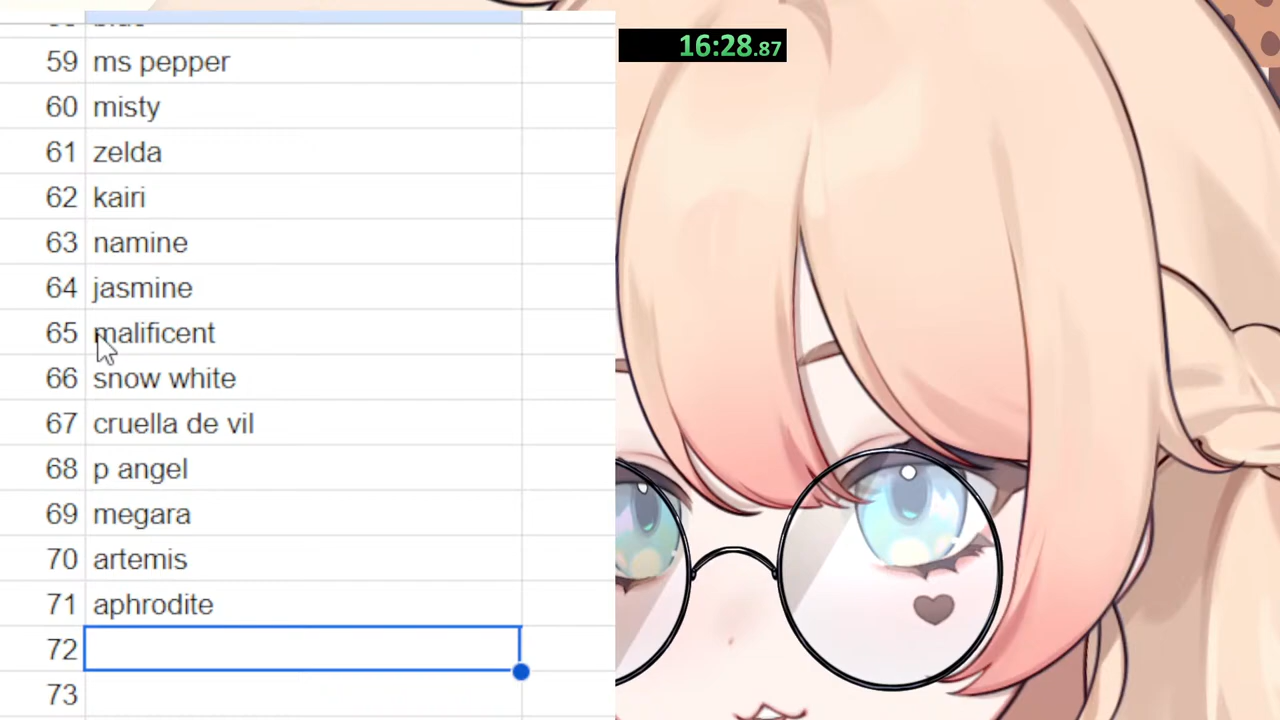 16:28.87
59 ms pepper
60 misty
61 zelda
62 kairi
63 namine
64 jasmine
65 malificent
66 snow white
67 cruella de vil
68 p angel
69 megara
70 artemis
71 aphrodite
72
73